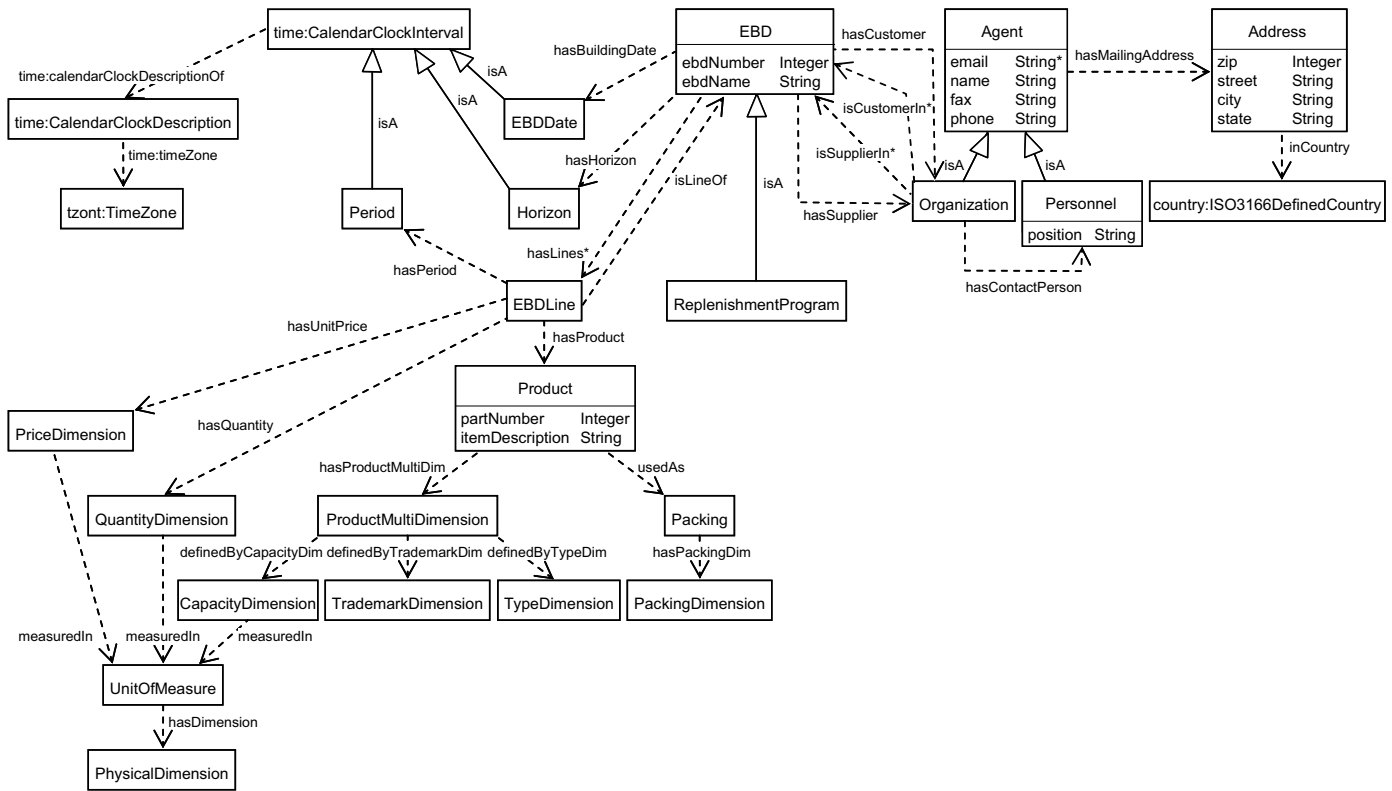 time:CalendarClockInterval
EBD
ebdNumber Integer
ebdName String
Agent
email String*
name String
fax String
phone String
Address
zip Integer
street String
city String
state String
hasCustomer
hasMailingAddress
hasBuildingDate
time:calendarClockDescriptionOf
isA
isA
isA
isCustomerIn*
time:CalendarClockDescription
EBDDate
time:timeZone
hasHorizon
isSupplierIn*
isLineOf
isA
isA
isA
inCountry
tzont:TimeZone
Period
Horizon
hasSupplier
Organization
Personnel
position String
country:ISO3166DefinedCountry
hasLines*
hasPeriod
hasContactPerson
EBDLine
ReplenishmentProgram
hasUnitPrice
hasProduct
Product
partNumber Integer
itemDescription String
PriceDimension
hasQuantity
hasProductMultiDim
usedAs
QuantityDimension
ProductMultiDimension
Packing
definedByCapacityDim
definedByTrademarkDim
definedByTypeDim
hasPackingDim
CapacityDimension
TrademarkDimension
TypeDimension
PackingDimension
measuredIn
measuredIn
measuredIn
UnitOfMeasure
hasDimension
PhysicalDimension